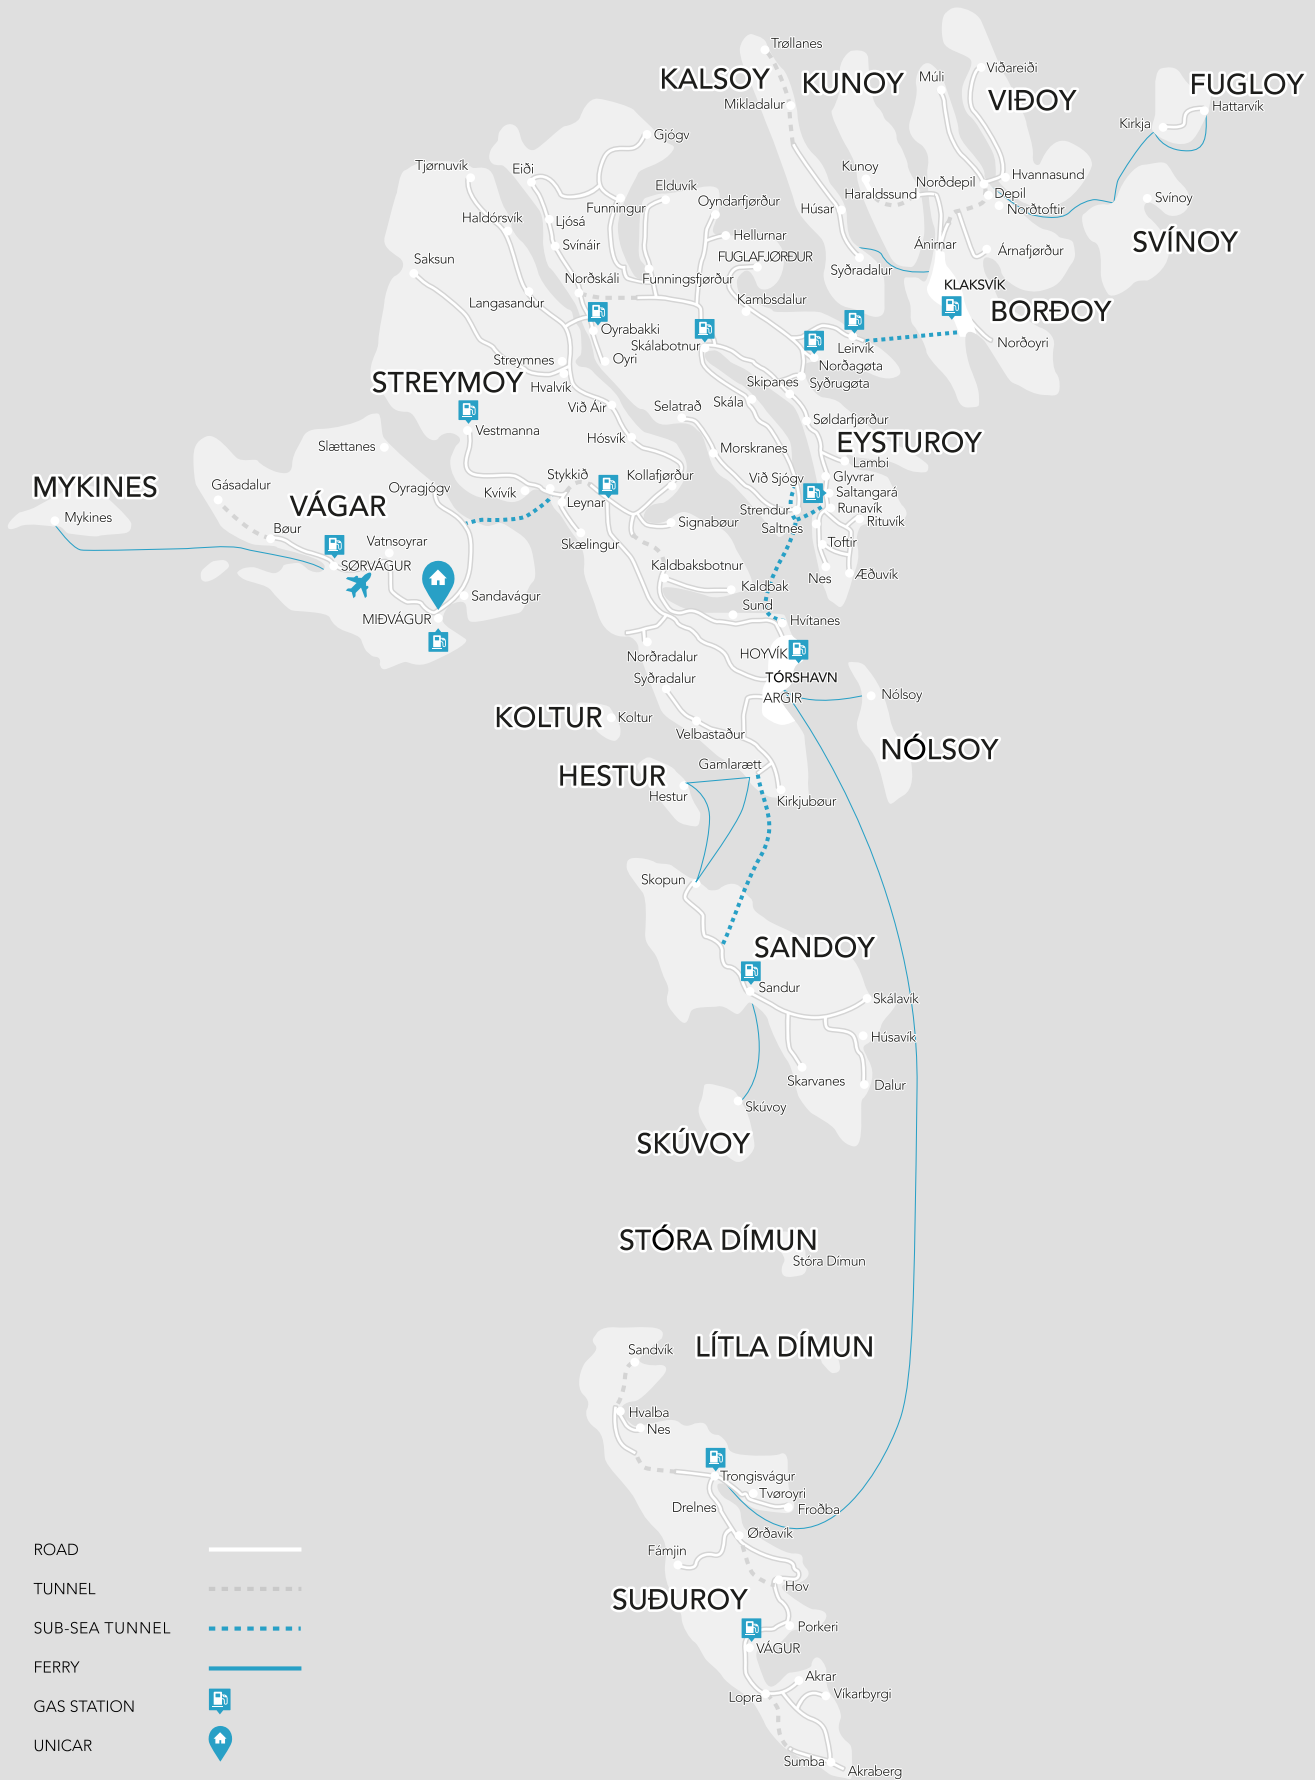 Trøllanes
KALSOY
KUNOY
Múli
Viðareiði
VIÐOY
FUGLOY
Mikladalur
Hattarvík
Kirkja
Gjógv
Tjørnuvík
Eiði
Kunoy
Norðdepil
Hvannasund
Elduvík
Haraldssund
Depil
Svínoy
Oyndarfjørður
Funningur
Húsar
Norðtoftir
Haldórsvík
Ljósá
Hellurnar
Ánirnar
Árnafjørður
SVÍNOY
Svínáir
Saksun
FUGLAFJØRÐUR
Syðradalur
Norðskáli
Funningsfjørður
KLAKSVÍK
Langasandur
Kambsdalur
BORÐOY
Oyrabakki
Skálabotnur
Leirvík
Norðoyri
Streymnes
Oyri
Norðagøta
STREYMOY
Hvalvík
Skipanes
Syðrugøta
Við Áir
Selatrað
Skála
Søldarfjørður
Vestmanna
Hósvík
EYSTUROY
Slættanes
Morskranes
Lambi
MYKINES
Gásadalur
Oyragjógv
Stykkið
Kollafjørður
Við Sjógv
Glyvrar
VÁGAR
Kvívík
Leynar
Saltangará
Mykines
Strendur
Runavík
Bøur
Signabøur
Saltnes
Rituvík
Vatnsoyrar
Skælingur
Toftir
SØRVÁGUR
Kaldbaksbotnur
Nes
Æðuvík
Sandavágur
Kaldbak
MIÐVÁGUR
Sund
Hvítanes
Norðradalur
HOYVÍK
Syðradalur
TÓRSHAVN
ARGIR
Nólsoy
KOLTUR
Koltur
Velbastaður
NÓLSOY
HESTUR
Gamlarætt
Hestur
Kirkjubøur
Skopun
SANDOY
Sandur
Skálavík
Húsavík
Skarvanes
Dalur
Skúvoy
SKÚVOY
STÓRA DÍMUN
Stóra Dímun
LÍTLA DÍMUN
Sandvík
Hvalba
Nes
Trongisvágur
Tvøroyri
Drelnes
Froðba
Ørðavík
Fámjin
Hov
SUÐUROY
Porkeri
VÁGUR
Akrar
Lopra
Víkarbyrgi
Sumba
Akraberg
ROAD
TUNNEL
SUB-SEA TUNNEL
FERRY
GAS STATION
UNICAR